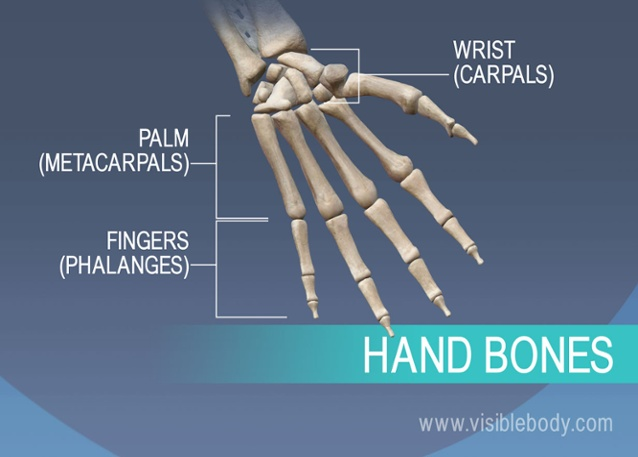 WRIST
(CARPALS)
PALM
(METACARPALS)
FINGERS
(PHALANGES)
HAND BONES
www.visiblebody.com